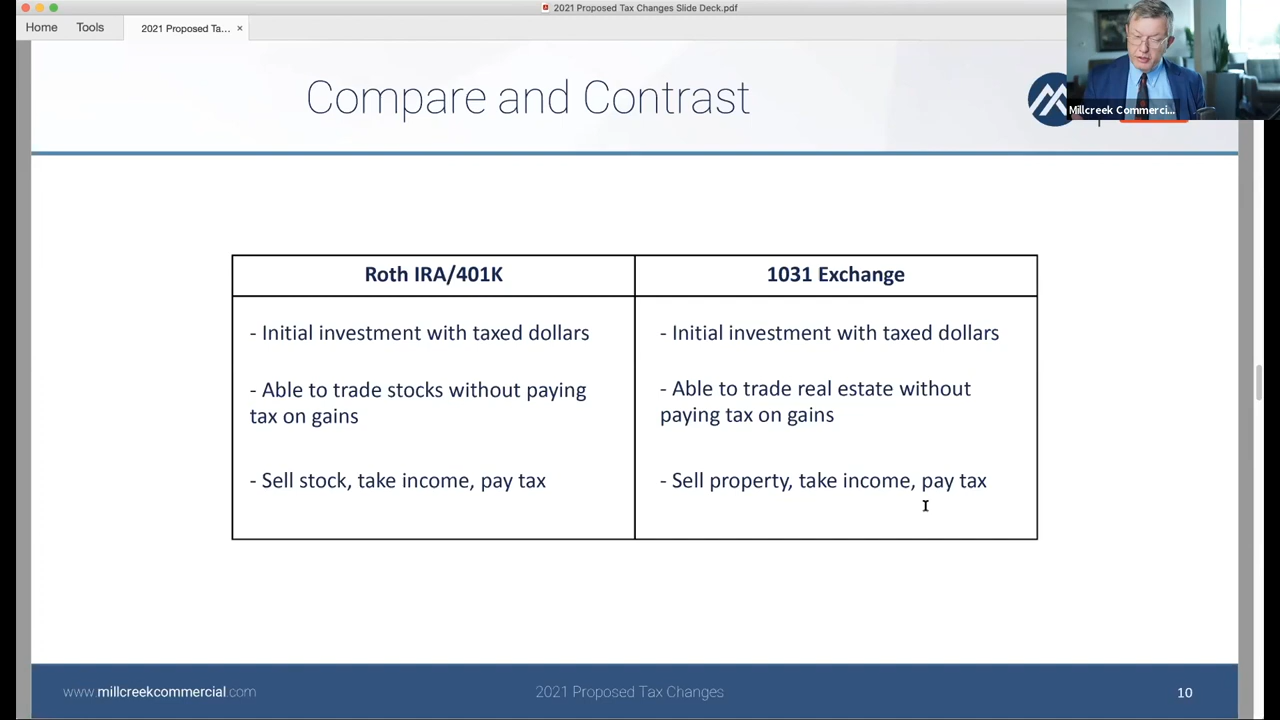 2021 Proposed Tax Changes Slide Deck.pdf
Home
Tools
2021 Proposed Ta...
×
Compare and Contrast
Millcreek Commerci...
Roth IRA/401K
- Initial investment with taxed dollars
- Able to trade stocks without paying
tax on gains
- Sell stock, take income, pay tax
1031 Exchange
- Initial investment with taxed dollars
- Able to trade real estate without
paying tax on gains
- Sell property, take income, pay tax
www.millcreekcommercial.com
2021 Proposed Tax Changes
10